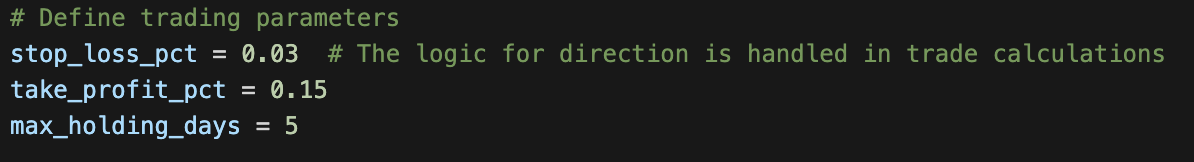 # Define trading parameters
stop_loss_pct = 0.03  # The logic for direction is handled in trade calculations
take_profit_pct = 0.15
max_holding_days = 5